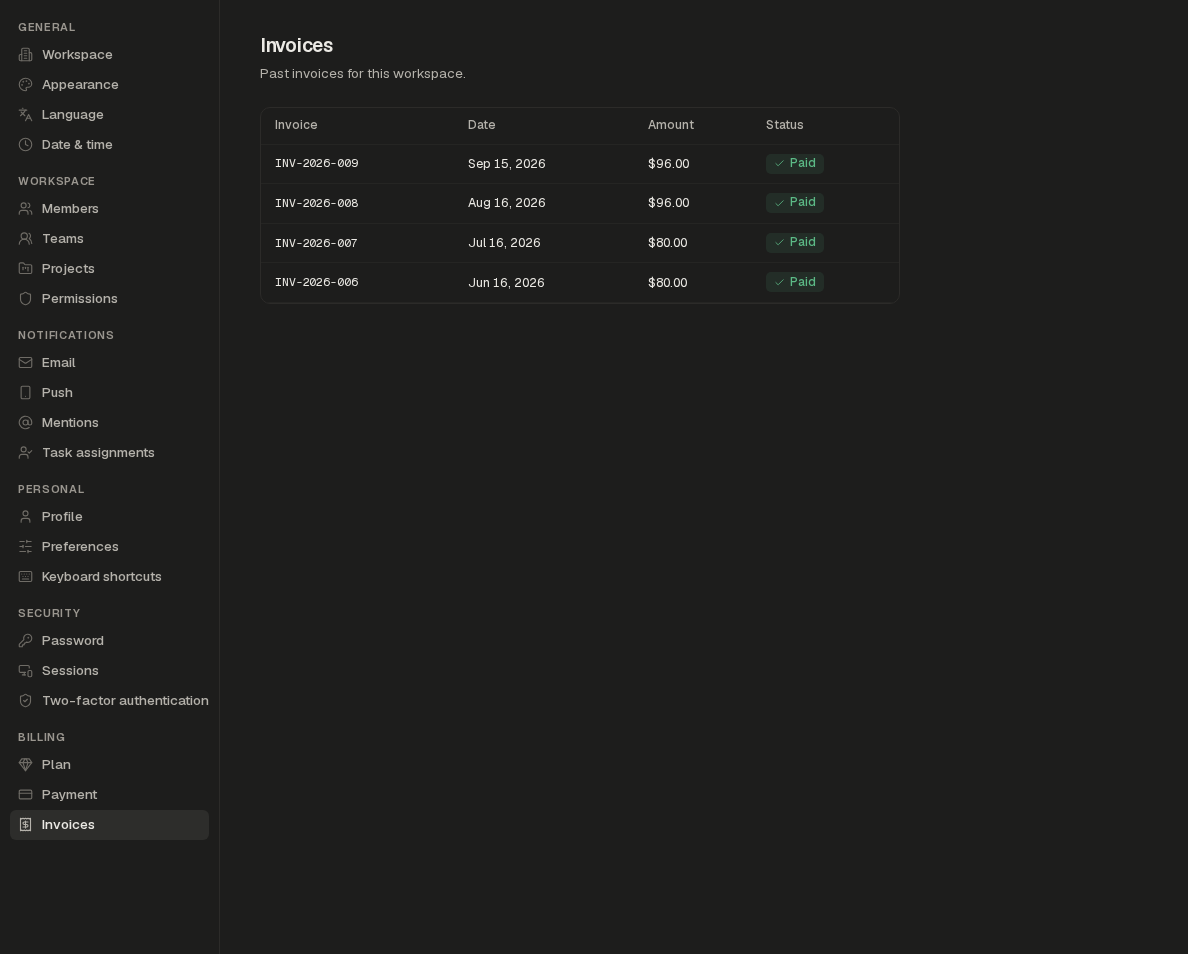 GENERAL
Workspace
Appearance
Language
Date & time
WORKSPACE
Members
Teams
Projects
Permissions
NOTIFICATIONS
Email
Push
Mentions
Task assignments
PERSONAL
Profile
Preferences
Keyboard shortcuts
SECURITY
Password
Sessions
Two-factor authentication
BILLING
Plan
Payment
Invoices
Invoices
Past invoices for this workspace.
Invoice Date Amount Status
INV-2026-009 Sep 15, 2026 $96.00 Paid
INV-2026-008 Aug 16, 2026 $96.00 Paid
INV-2026-007 Jul 16, 2026 $80.00 Paid
INV-2026-006 Jun 16, 2026 $80.00 Paid